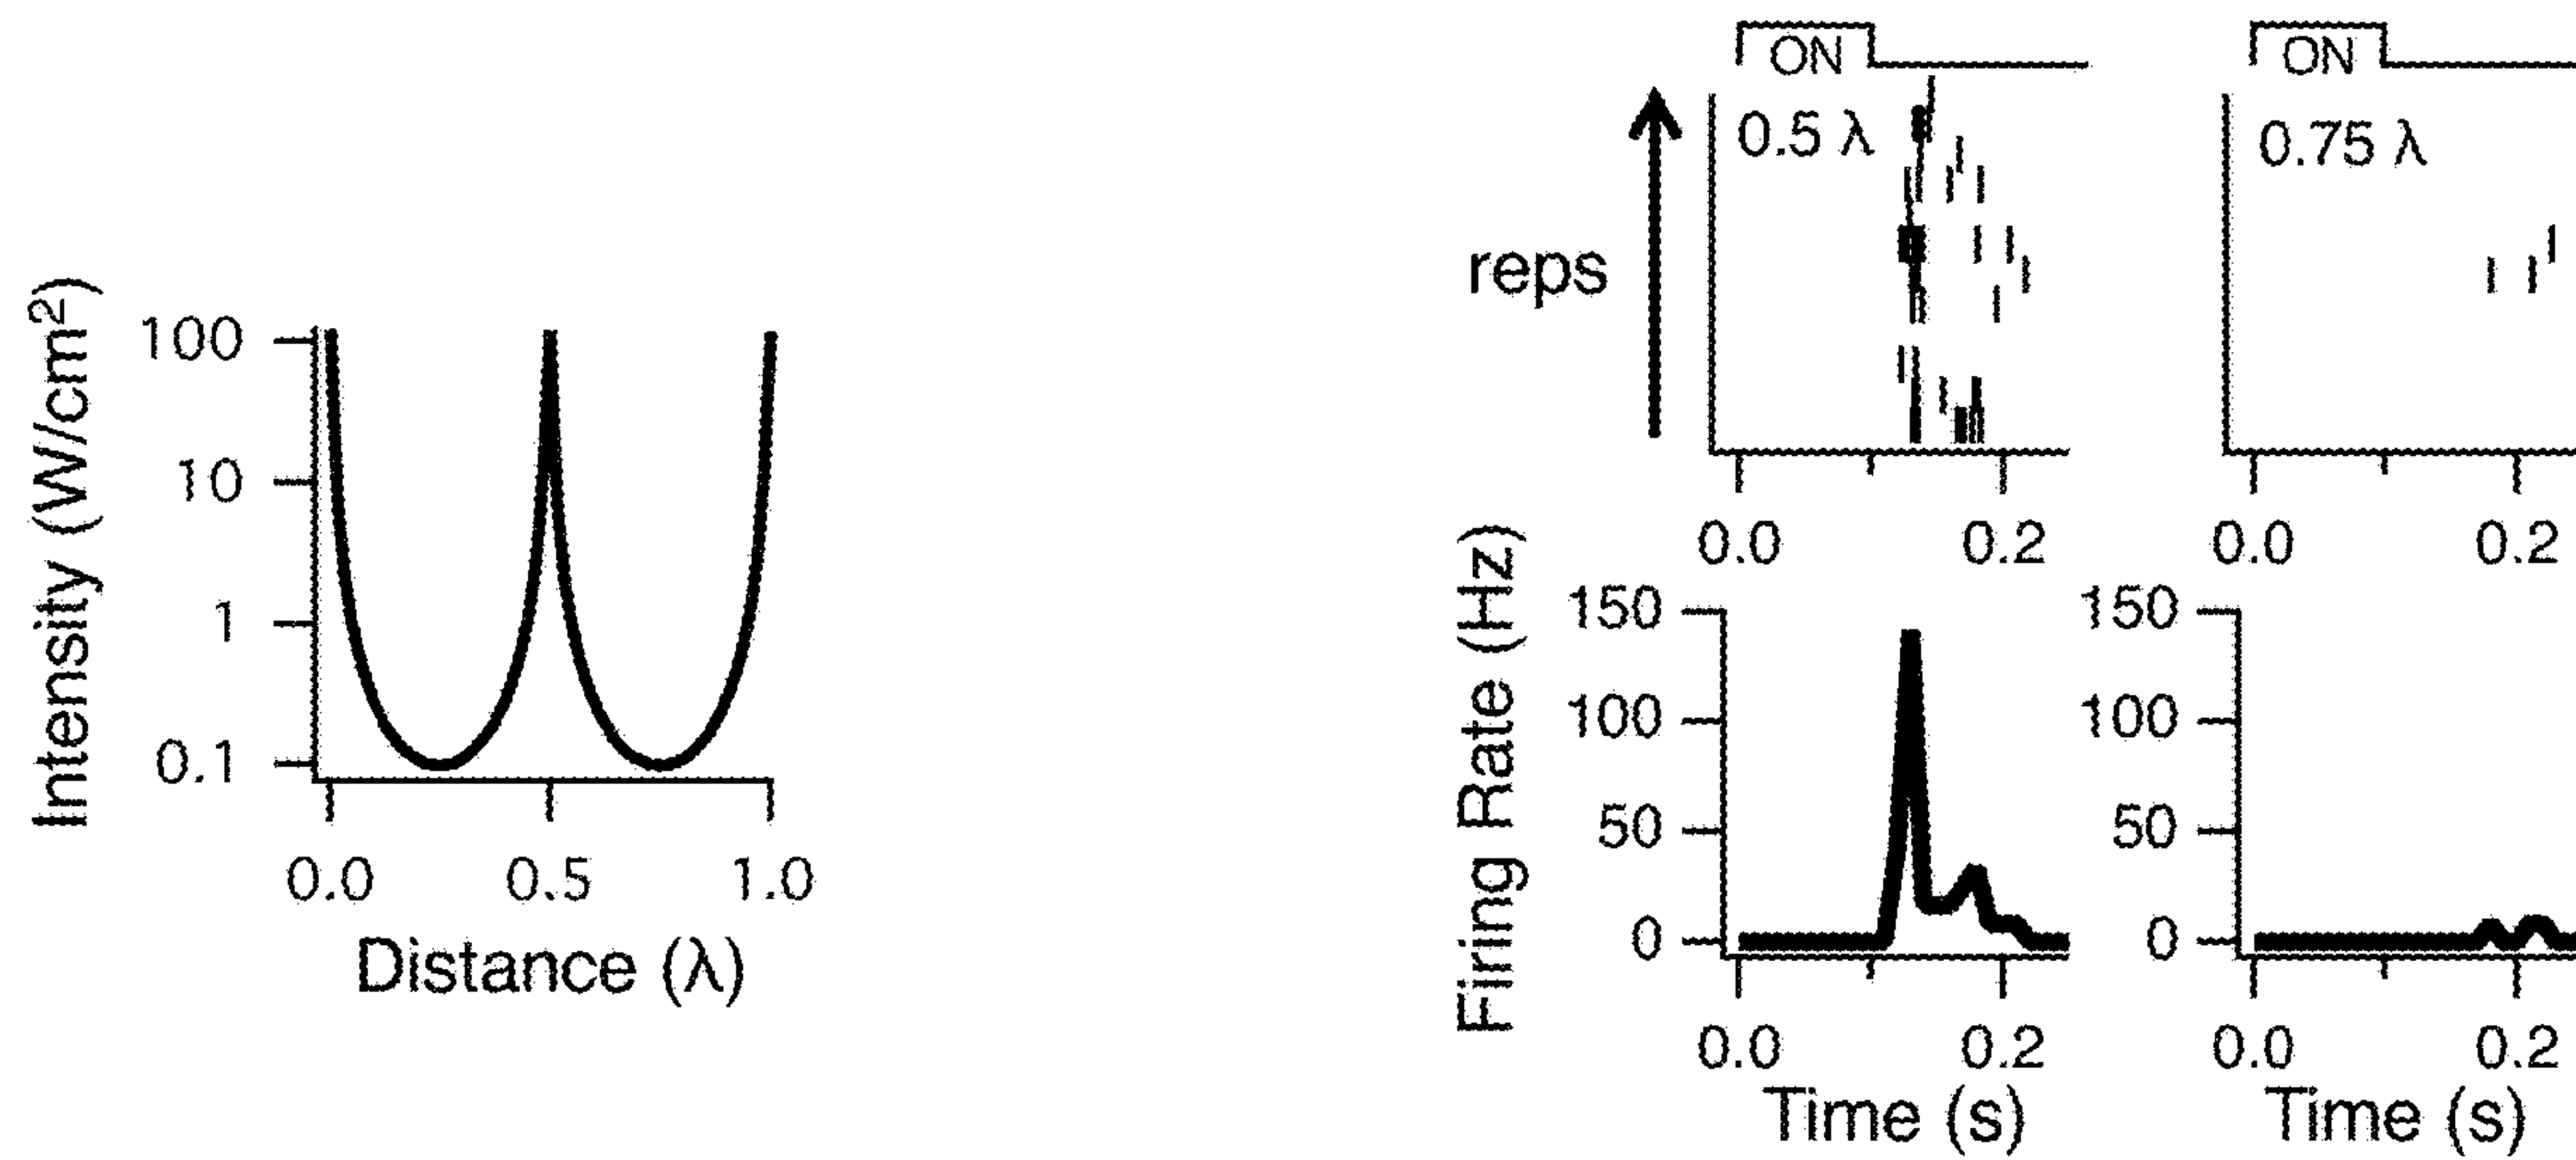 Intensity (W/cm²)
100
10
1
0.1
0.0 0.5 1.0
Distance (λ)
ON
0.5 λ
reps
0.0 0.2
ON
0.75 λ
0.0 0.2
Firing Rate (Hz)
150
100
50
0
0.0 0.2
Time (s)
150
100
50
0
0.0 0.2
Time (s)